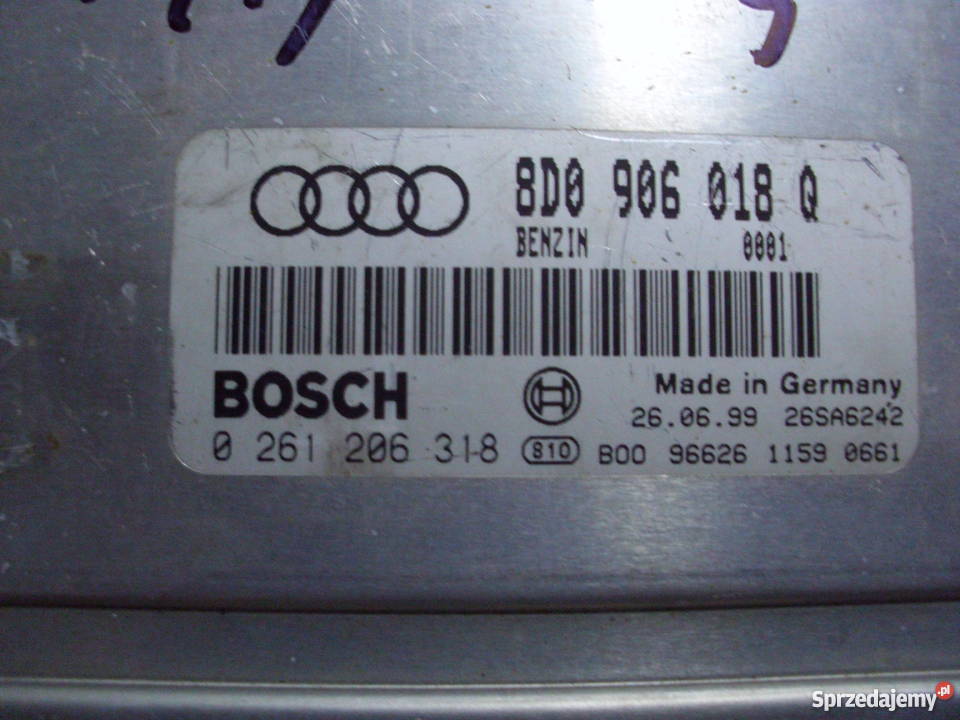 8D0 906 018 Q
BENZIN 0001
BOSCH
Made in Germany
26.06.99 26SA6242
0 261 206 318 S10 B00 96626 1159 0661
Sprzedajemy.pl